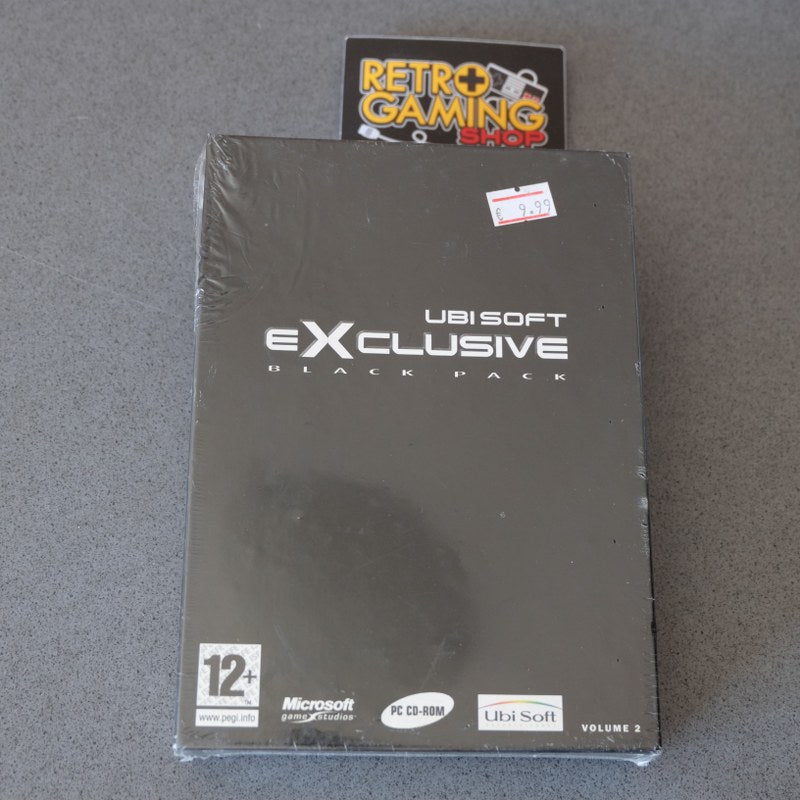 RETRO
GAMING
SHOP
€ 9.99
UBI SOFT
EXCLUSIVE
BLACK PACK
12+
TM
www.pegi.info
Microsoft
game studios
PC CD-ROM
Ubi Soft
VOLUME 2